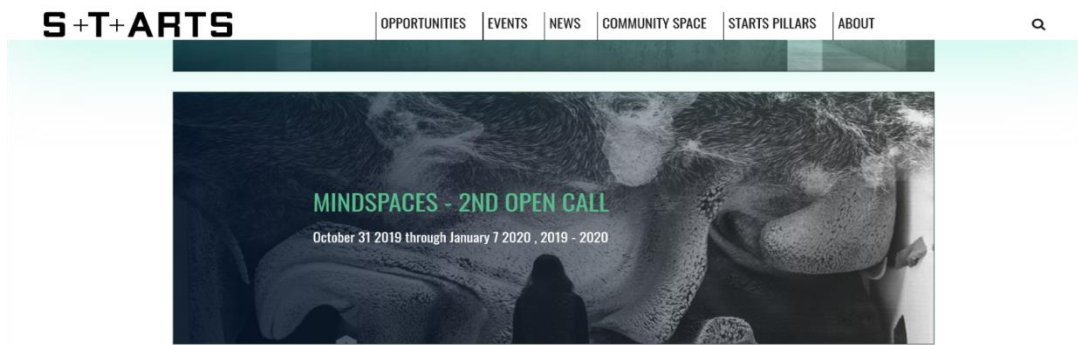 S+T+ARTS
OPPORTUNITIES
EVENTS
NEWS
COMMUNITY SPACE
STARTS PILLARS
ABOUT
MINDSPACES - 2ND OPEN CALL
October 31 2019 through January 7 2020 , 2019 - 2020